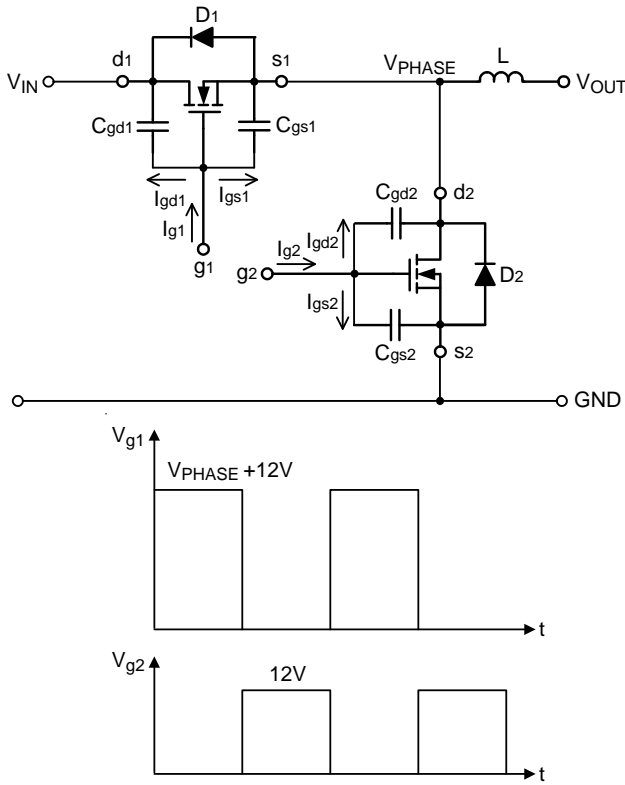 D1
d1
s1
VIN
VPHASE
L
VOUT
Cgd1
Cgs1
Igd1
Igs1
Ig1
g1
Cgd2
d2
Ig2
Igd2
g2
D2
Igs2
Cgs2
s2
GND
Vg1
VPHASE +12V
t
Vg2
12V
t